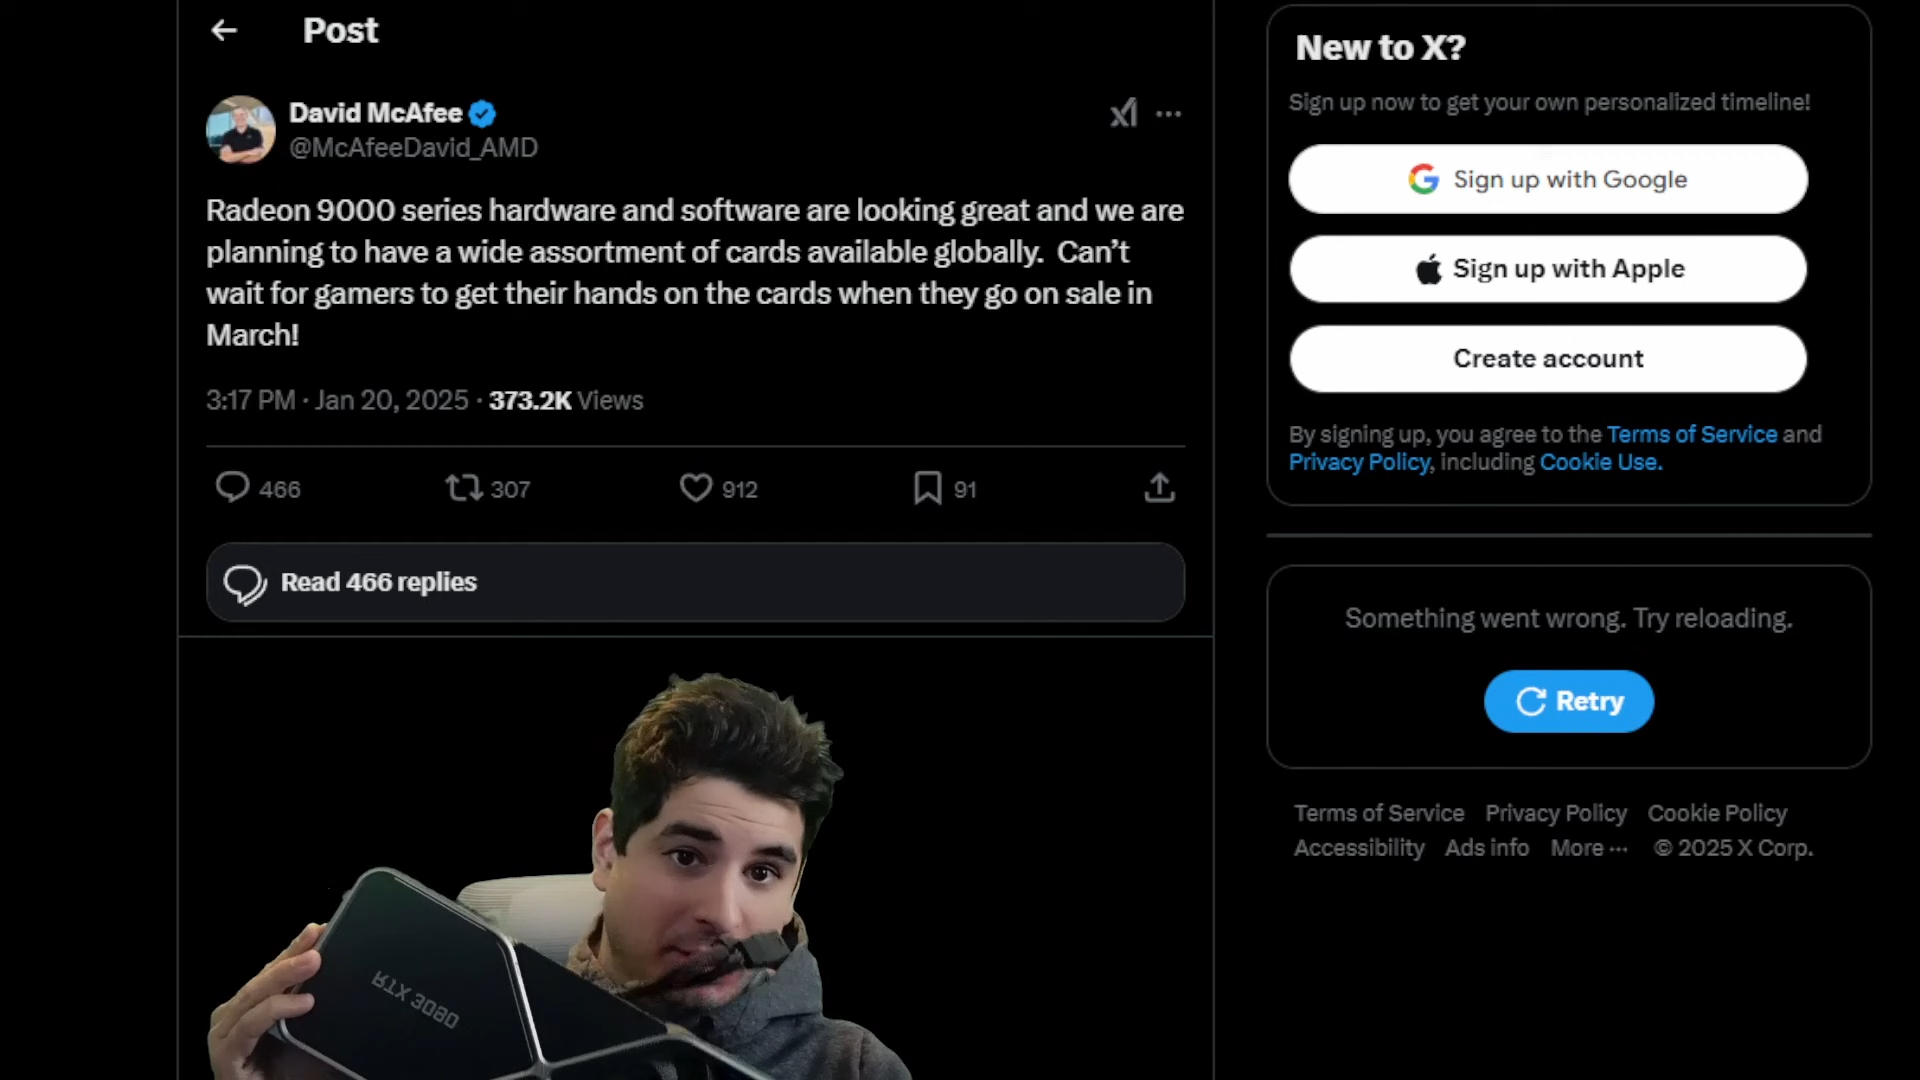 Post
David McAfee
@McAfeeDavid_AMD
Radeon 9000 series hardware and software are looking great and we are
planning to have a wide assortment of cards available globally.  Can’t
wait for gamers to get their hands on the cards when they go on sale in
March!
3:17 PM · Jan 20, 2025 · 373.2K Views
466 307 912 91
Read 466 replies
RTX 3080
New to X?
Sign up now to get your own personalized timeline!
Sign up with Google
Sign up with Apple
Create account
By signing up, you agree to the Terms of Service and
Privacy Policy, including Cookie Use.
Something went wrong. Try reloading.
Retry
Terms of Service Privacy Policy Cookie Policy
Accessibility Ads info More ··· © 2025 X Corp.